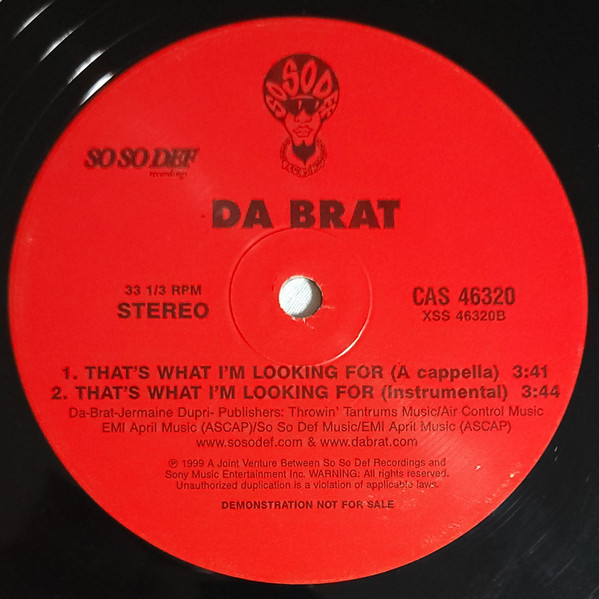 SO SO DEF
SO SO DEF
recordings
DA BRAT
33 1/3 RPM
STEREO
CAS 46320
XSS 46320B
1. THAT'S WHAT I'M LOOKING FOR (A cappella) 3:41
2. THAT'S WHAT I'M LOOKING FOR (Instrumental) 3:44
Da-Brat-Jermaine Dupri- Publishers: Throwin' Tantrums Music/Air Control Music
EMI April Music (ASCAP)/So So Def Music/EMI April Music (ASCAP)
www.sosodef.com & www.dabrat.com
℗ 1999 A Joint Venture Between So So Def Recordings and
Sony Music Entertainment Inc. WARNING: All rights reserved.
Unauthorized duplication is a violation of applicable laws.
DEMONSTRATION NOT FOR SALE